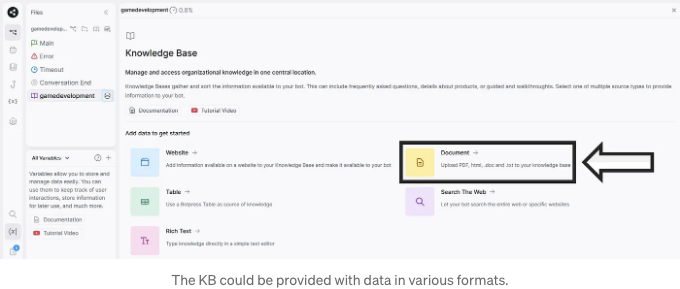 Files
gamedevelop...
Main
Error
Timeout
Conversation End
gamedevelopment
All Variables
Variables allow you to store and
manage data easily. You can
use them to keep track of user
interactions, store information
for later use, and much more.
Documentation
Tutorial Video
gamedevelopment 0.8%
Knowledge Base
Manage and access organizational knowledge in one central location.
Knowledge Bases gather and sort the information available to your bot. This can include frequently asked questions, details about products, or guided and walkthroughs. Select one of multiple source types to provide
information to your bot.
Documentation Tutorial Video
Add data to get started
Website →
Add information available on a website to your Knowledge Base and make it available to your bot
Document →
Upload PDF, html, .doc and .txt to your knowledge base
Table →
Use a Botpress Table as source of knowledge
Search The Web →
Let your bot search the entire web or specific websites
Rich Text →
Type knowledge directly in a simple text editor
The KB could be provided with data in various formats.